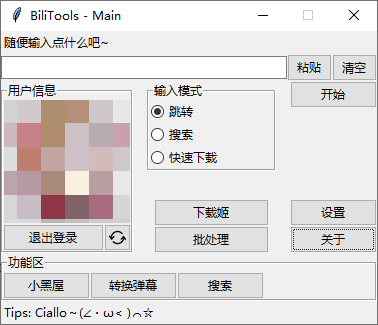 BiliTools - Main
随便输入点什么吧~
粘贴 清空
用户信息 输入模式 开始
跳转
搜索
快速下载
下载姬 设置
退出登录 批处理 关于
功能区
小黑屋 转换弹幕 搜索
Tips: Ciallo～(∠・ω< )⌒☆